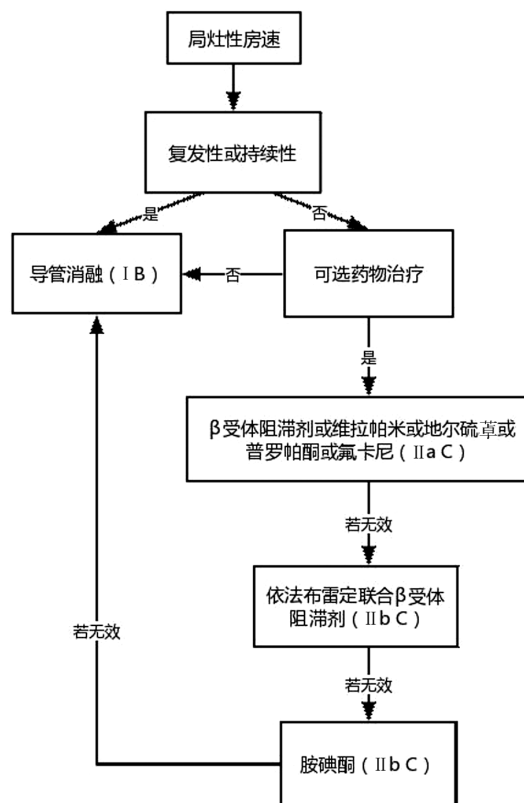 局灶性房速
复发性或持续性
是
否
导管消融（ⅠB）
否
可选药物治疗
是
β受体阻滞剂或维拉帕米或地尔硫䓬或
普罗帕酮或氟卡尼（ⅡaC）
若无效
依法布雷定联合β受体
阻滞剂（ⅡbC）
若无效
若无效
胺碘酮（ⅡbC）